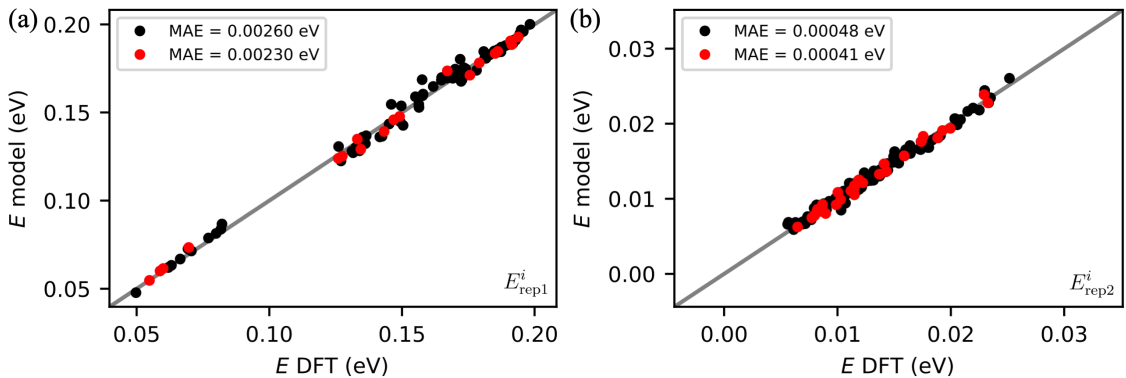 (a)
MAE = 0.00260 eV
MAE = 0.00230 eV
0.20
0.15
0.10
0.05
E model (eV)
E^i_rep1
0.05 0.10 0.15 0.20
E DFT (eV)
(b)
MAE = 0.00048 eV
MAE = 0.00041 eV
0.03
0.02
0.01
0.00
E model (eV)
E^i_rep2
0.00 0.01 0.02 0.03
E DFT (eV)